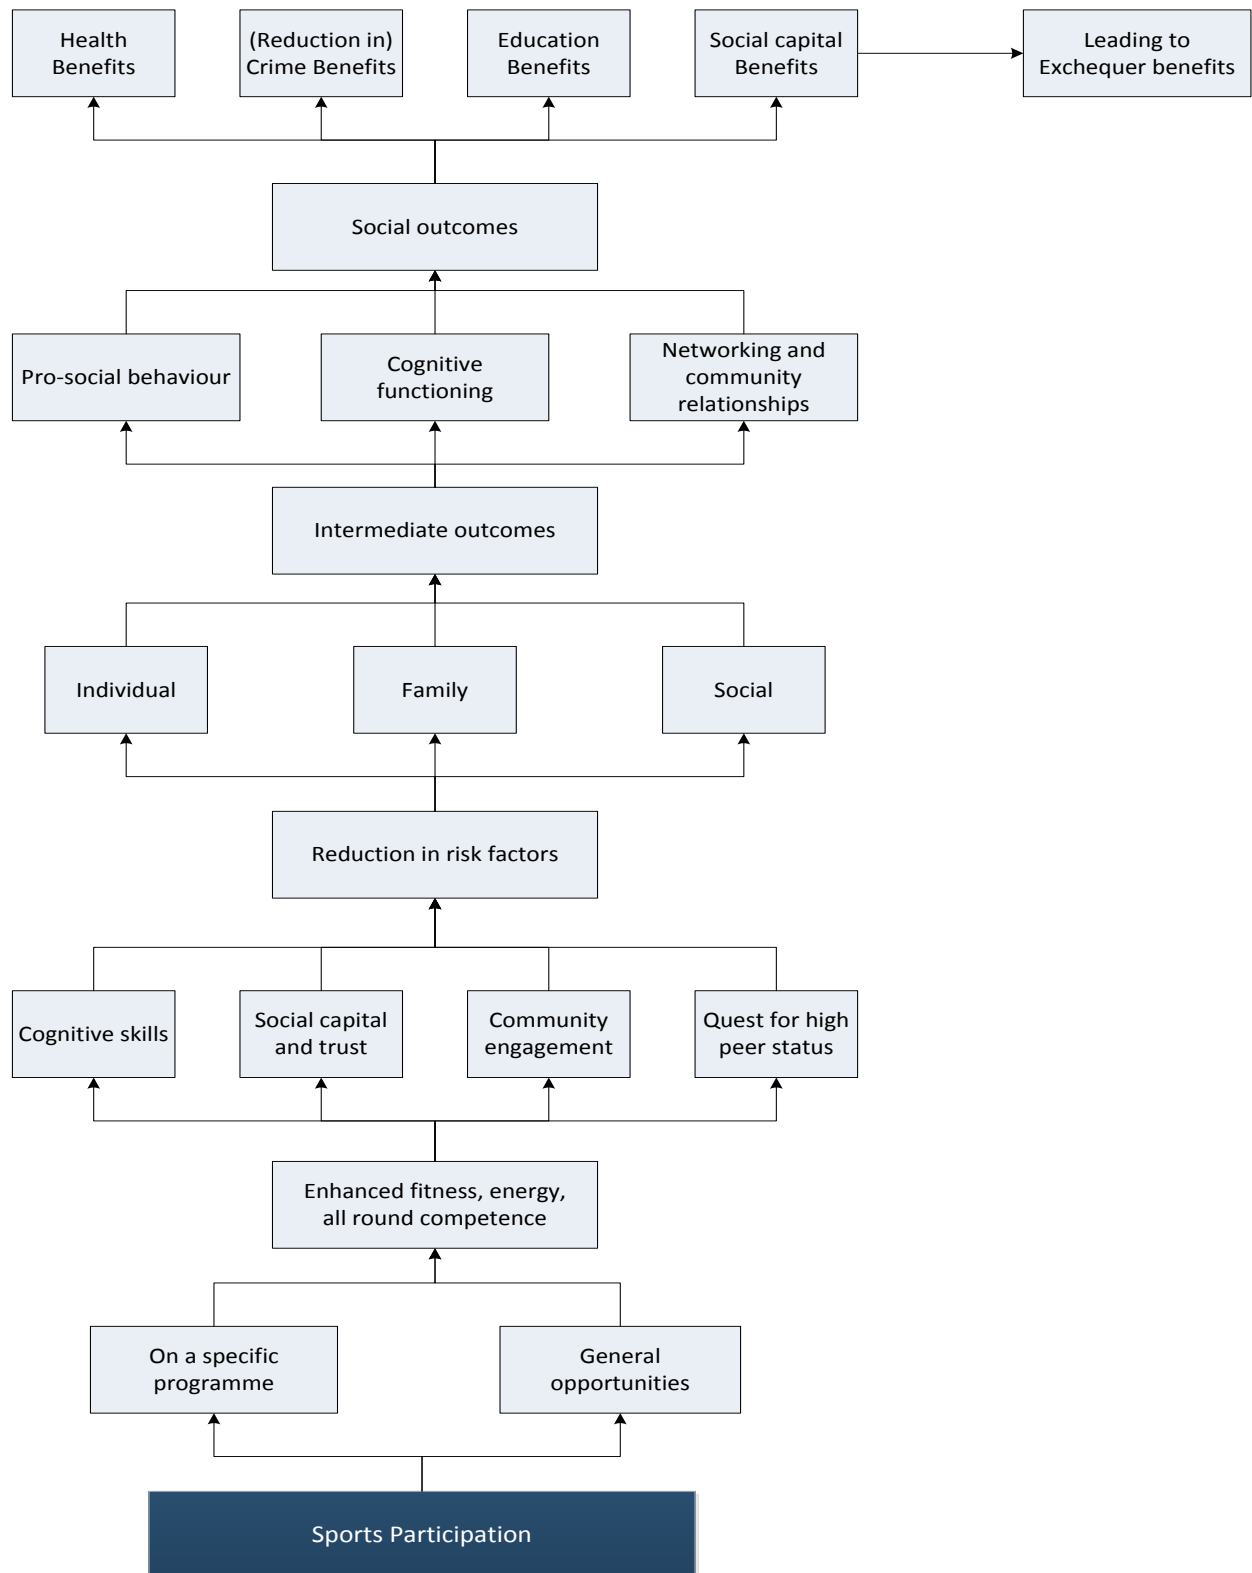 Health
Benefits
(Reduction in)
Crime Benefits
Education
Benefits
Social capital
Benefits
Leading to
Exchequer benefits
Social outcomes
Pro-social behaviour
Cognitive
functioning
Networking and
community
relationships
Intermediate outcomes
Individual
Family
Social
Reduction in risk factors
Cognitive skills
Social capital
and trust
Community
engagement
Quest for high
peer status
Enhanced fitness, energy,
all round competence
On a specific
programme
General
opportunities
Sports Participation